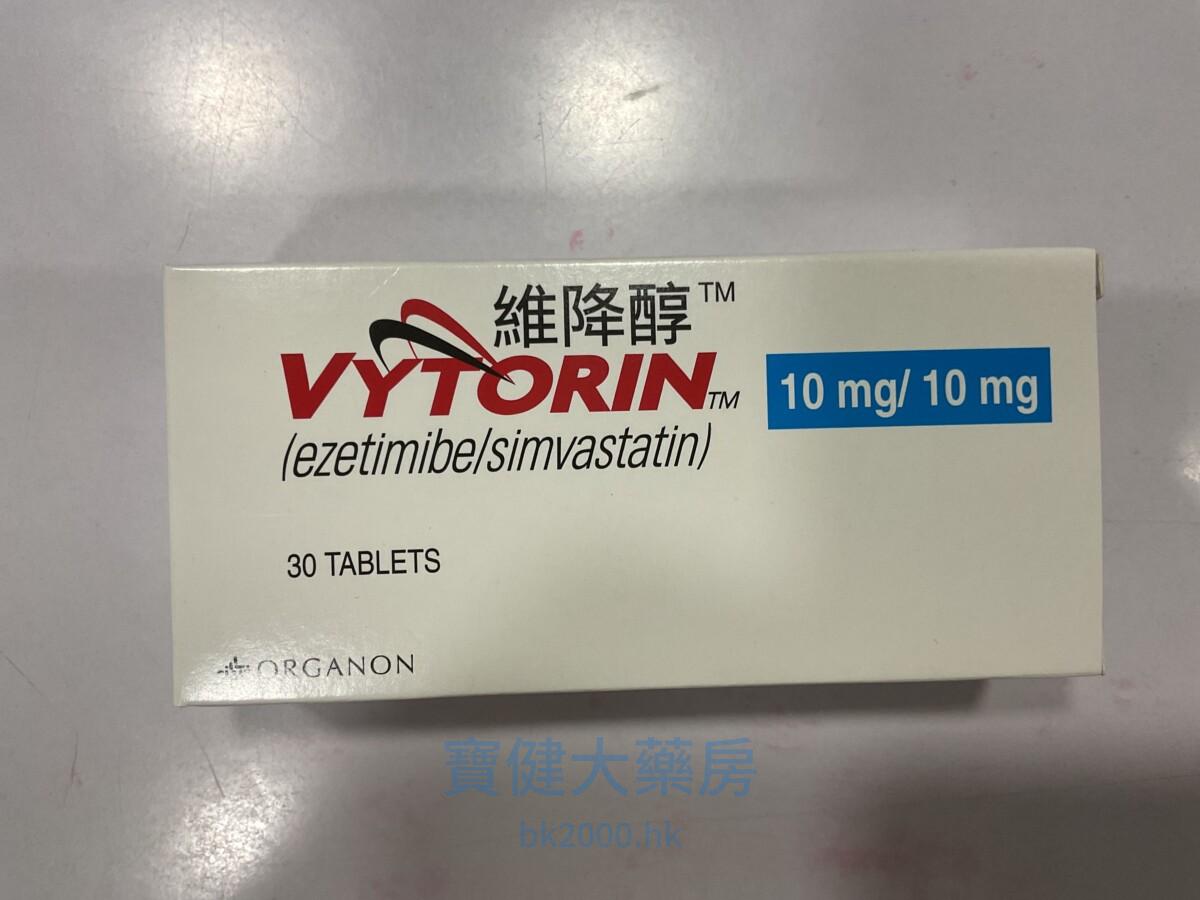 維降醇™
VYTORIN™
10 mg/ 10 mg
(ezetimibe/simvastatin)
30 TABLETS
ORGANON
寶健大藥房
bk2000.hk